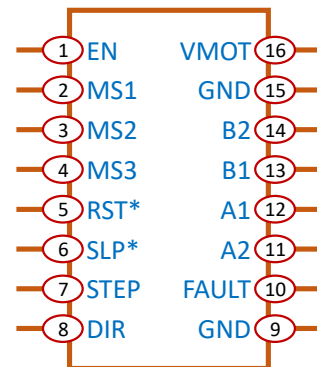 1 EN VMOT 16
2 MS1 GND 15
3 MS2 B2 14
4 MS3 B1 13
5 RST* A1 12
6 SLP* A2 11
7 STEP FAULT 10
8 DIR GND 9